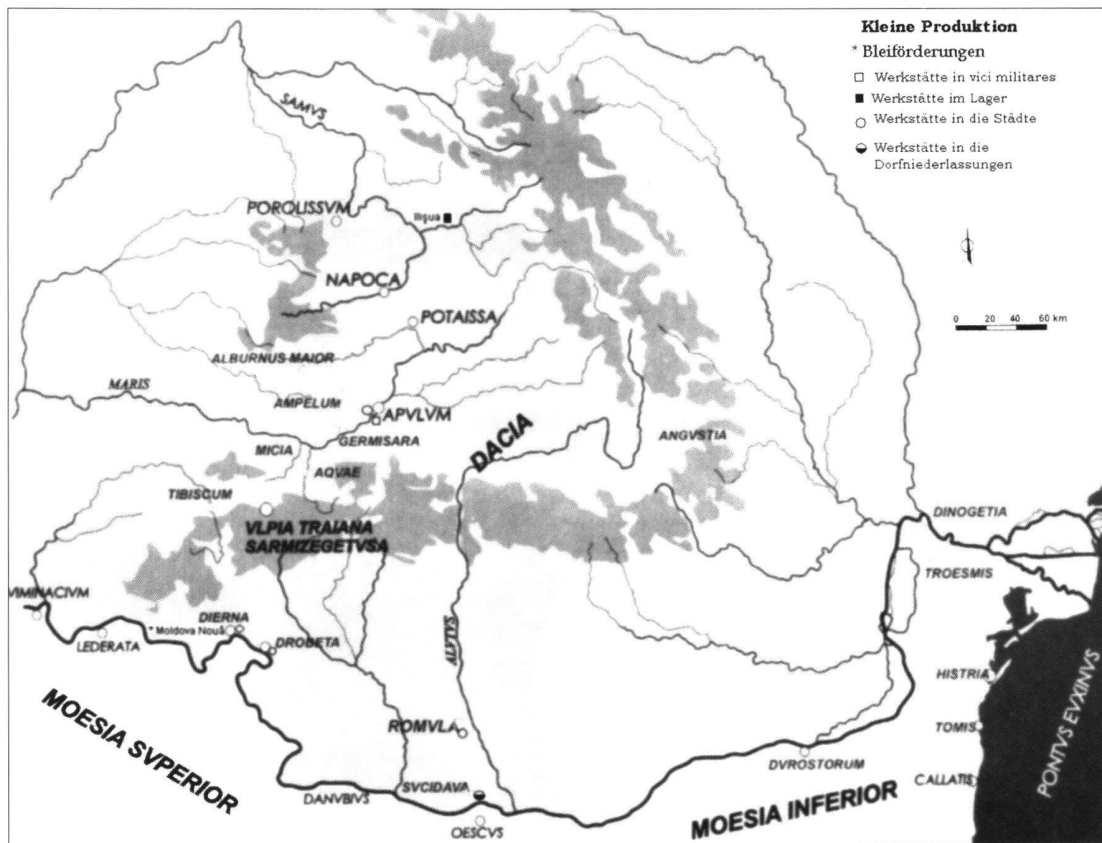 Kleine Produktion
* Bleiförderungen
Werkstätte in vici militares
Werkstätte im Lager
Werkstätte in die Städte
Werkstätte in die
Dorfniederlassungen
SAMVS
POROLISSVM
Ilişua
NAPOCA
POTAISSA
0 20 40 60 km
ALBURNUS MAIOR
MARIS
AMPELUM
APVLVM
GERMISARA
DACIA
ANGVSTIA
MICIA
AQVAE
TIBISCUM
VLPIA TRAIANA
SARMIZEGETVSA
DINOGETIA
TROESMIS
VIMINACIVM
DIERNA
* Moldova Nouă
LEDERATA
DROBETA
ALVTVS
HISTRIA
PONTVS EVXINVS
MOESIA SVPERIOR
ROMVLA
TOMIS
DVROSTORUM
CALLATIS
DANVBIVS
SVCIDAVA
MOESIA INFERIOR
OESCVS